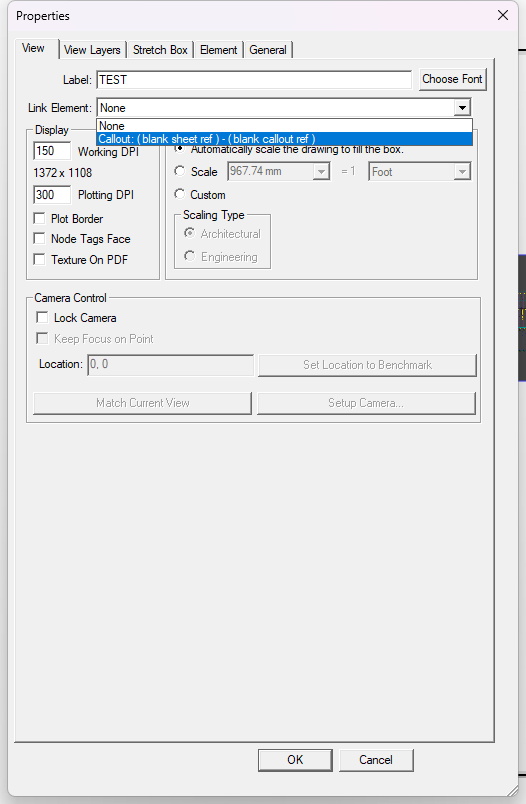 Properties
View
View Layers
Stretch Box
Element
General
Label:
TEST
Choose Font
Link Element:
None
None
Callout: ( blank sheet ref ) - ( blank callout ref )
Display
150
Working DPI
Automatically scale the drawing to fill the box.
1372 x 1108
Scale
967.74 mm
= 1
Foot
300
Plotting DPI
Custom
Plot Border
Scaling Type
Node Tags Face
Architectural
Texture On PDF
Engineering
Camera Control
Lock Camera
Keep Focus on Point
Location:
0, 0
Set Location to Benchmark
Match Current View
Setup Camera...
OK
Cancel